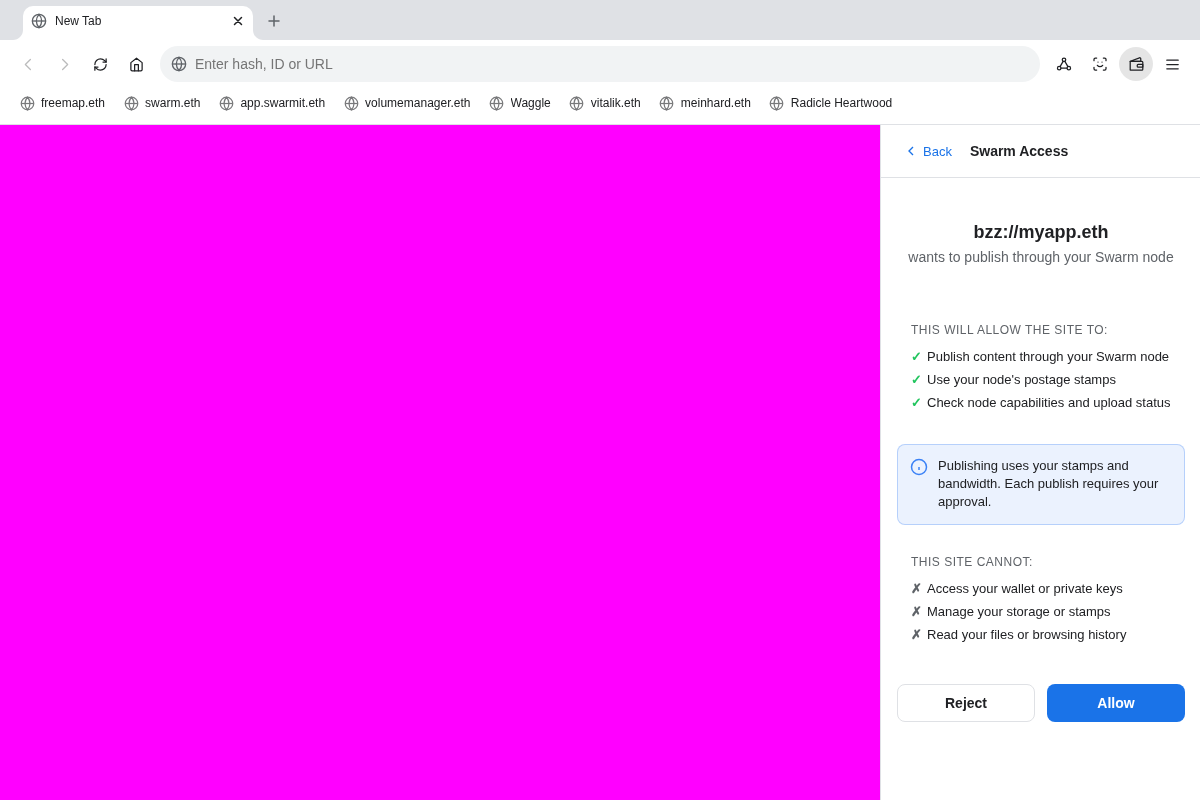 New Tab
Enter hash, ID or URL
freemap.eth swarm.eth app.swarmit.eth volumemanager.eth Waggle vitalik.eth meinhard.eth Radicle Heartwood
Back Swarm Access
bzz://myapp.eth
wants to publish through your Swarm node
THIS WILL ALLOW THE SITE TO:
✓ Publish content through your Swarm node
✓ Use your node's postage stamps
✓ Check node capabilities and upload status
Publishing uses your stamps and
bandwidth. Each publish requires your
approval.
THIS SITE CANNOT:
✗ Access your wallet or private keys
✗ Manage your storage or stamps
✗ Read your files or browsing history
Reject Allow